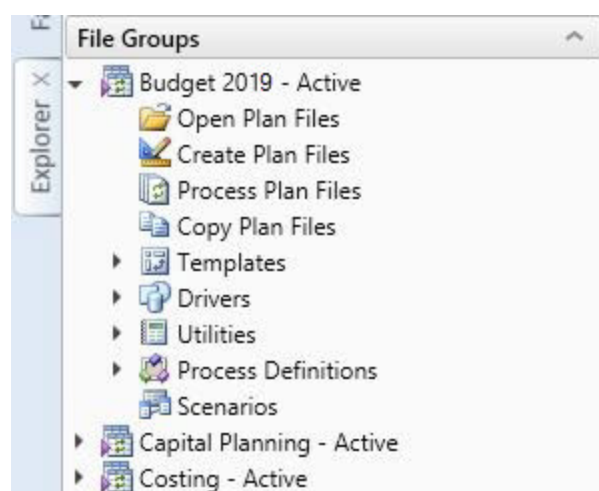 File Groups
Explorer
Budget 2019 - Active
Open Plan Files
Create Plan Files
Process Plan Files
Copy Plan Files
Templates
Drivers
Utilities
Process Definitions
Scenarios
Capital Planning - Active
Costing - Active